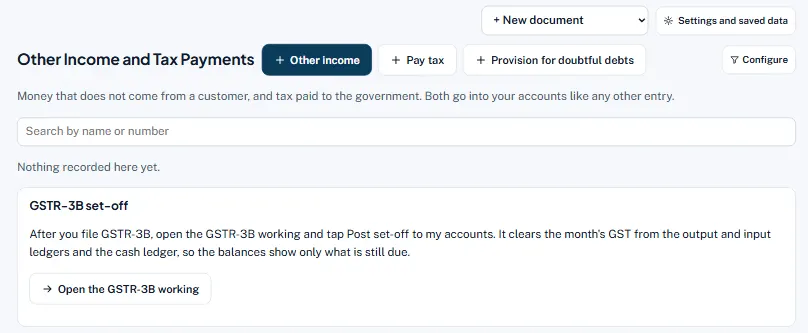 + New document
Settings and saved data
Other Income and Tax Payments
+ Other income
+ Pay tax
+ Provision for doubtful debts
Configure
Money that does not come from a customer, and tax paid to the government. Both go into your accounts like any other entry.
Search by name or number
Nothing recorded here yet.
GSTR-3B set-off
After you file GSTR-3B, open the GSTR-3B working and tap Post set-off to my accounts. It clears the month's GST from the output and input
ledgers and the cash ledger, so the balances show only what is still due.
→ Open the GSTR-3B working